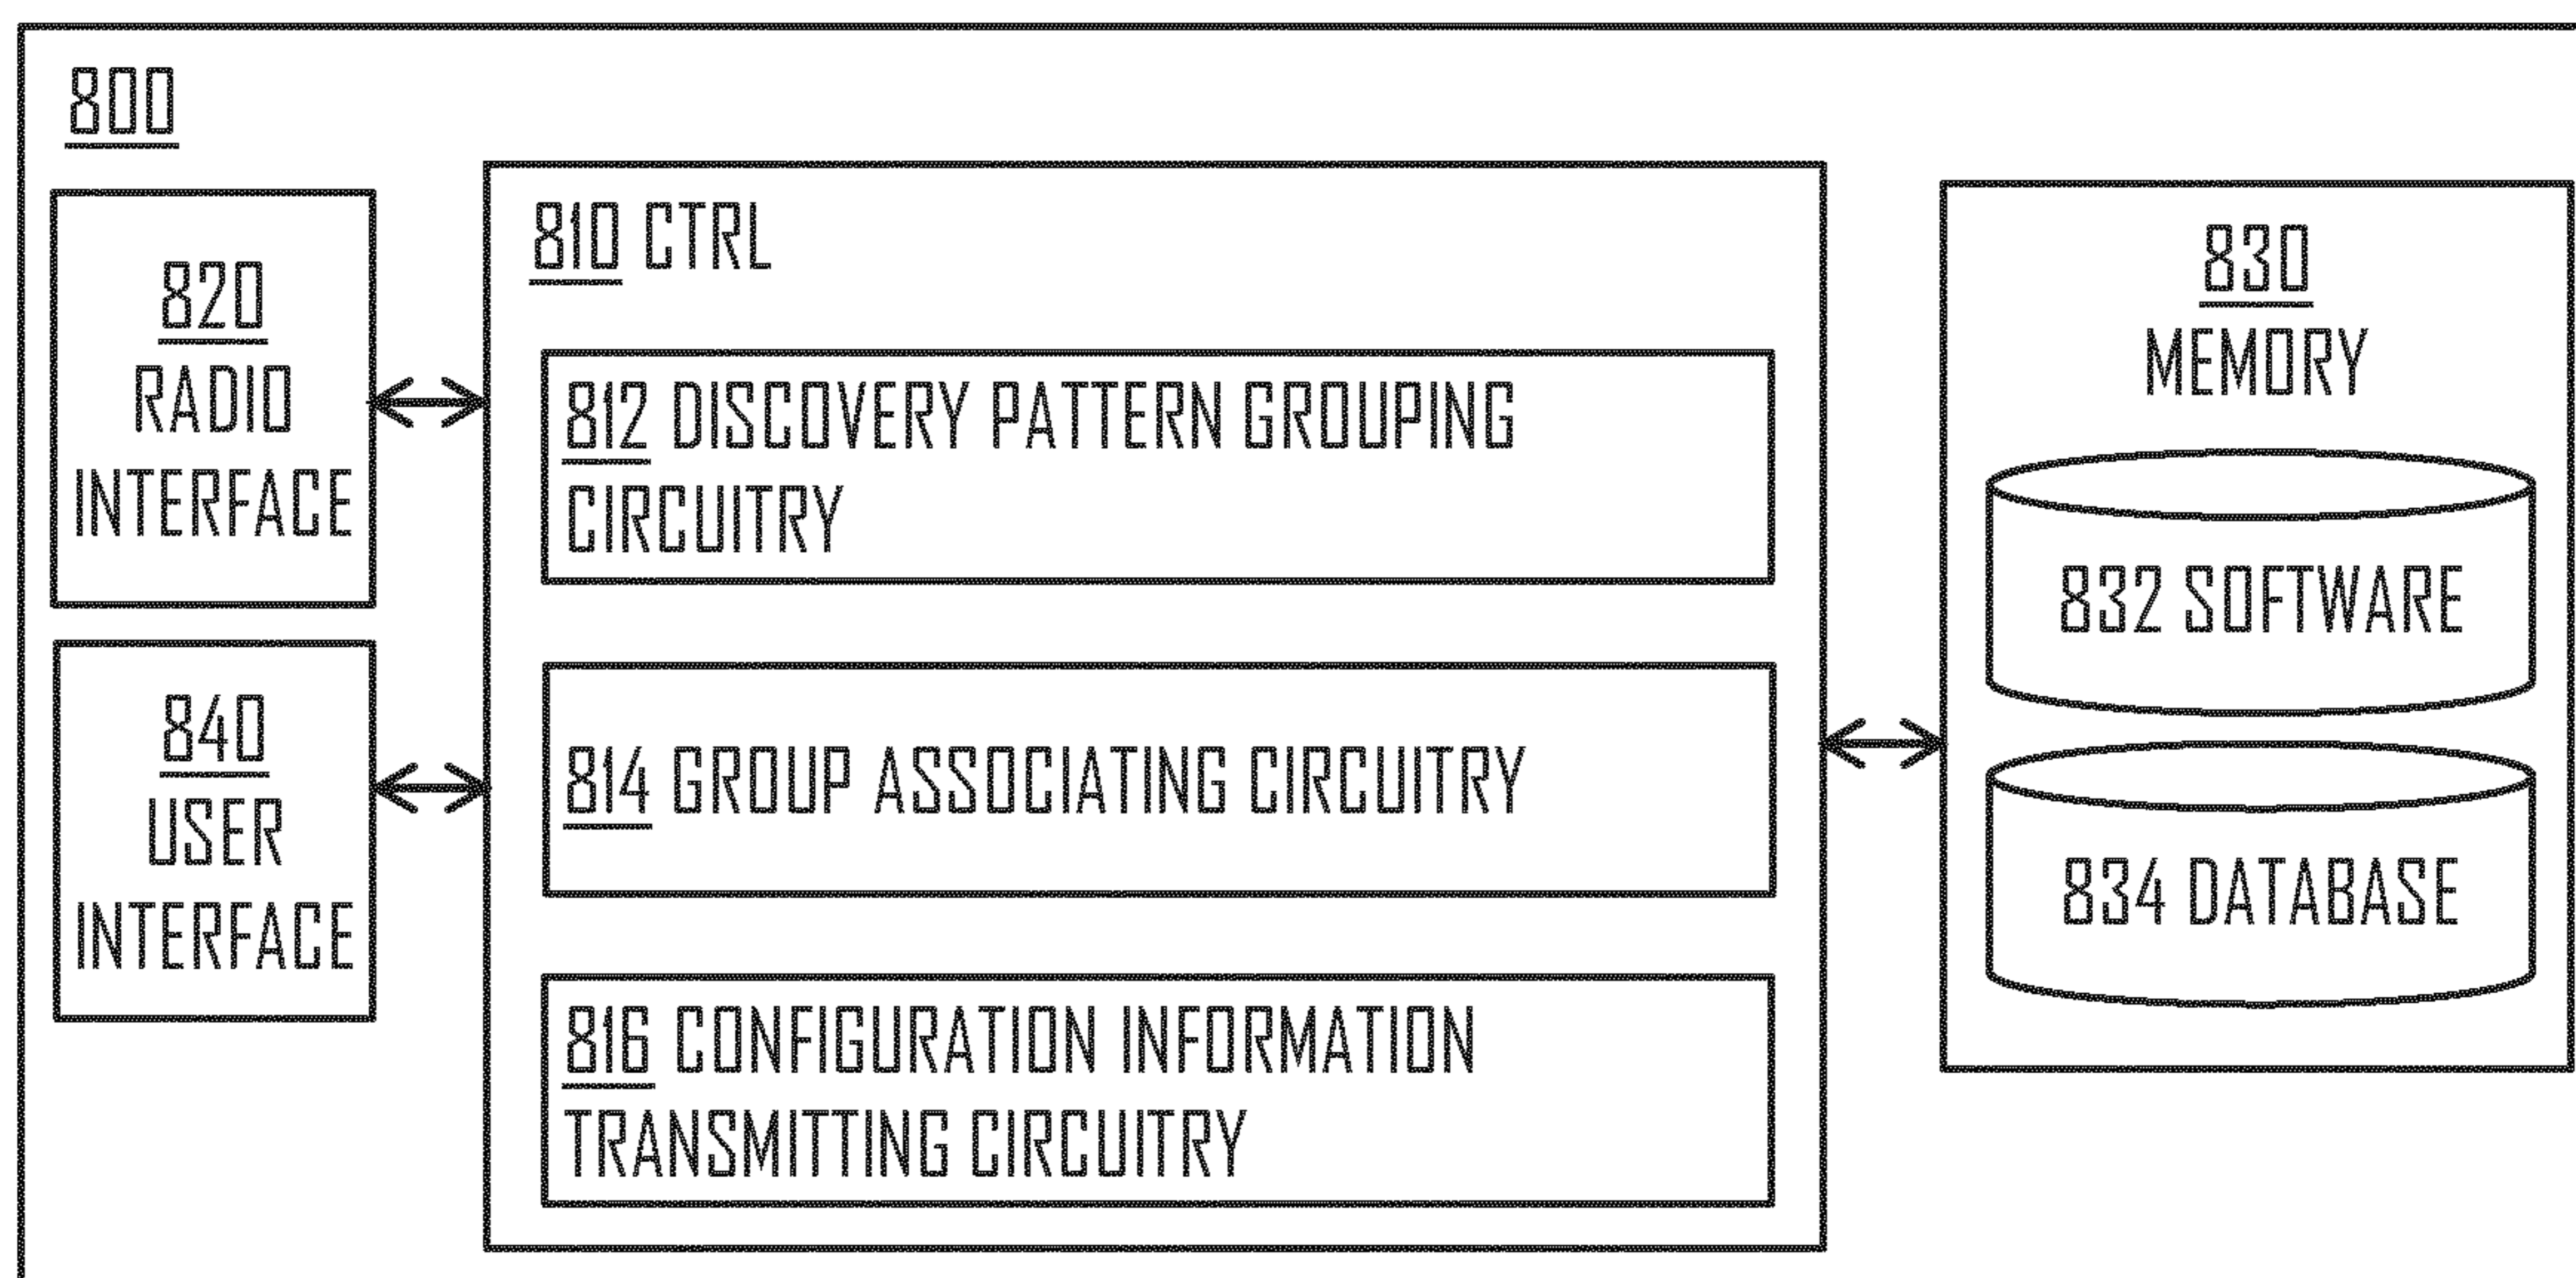 800
820
RADIO
INTERFACE
840
USER
INTERFACE
810 CTRL
812 DISCOVERY PATTERN GROUPING
CIRCUITRY
814 GROUP ASSOCIATING CIRCUITRY
816 CONFIGURATION INFORMATION
TRANSMITTING CIRCUITRY
830
MEMORY
832 SOFTWARE
834 DATABASE